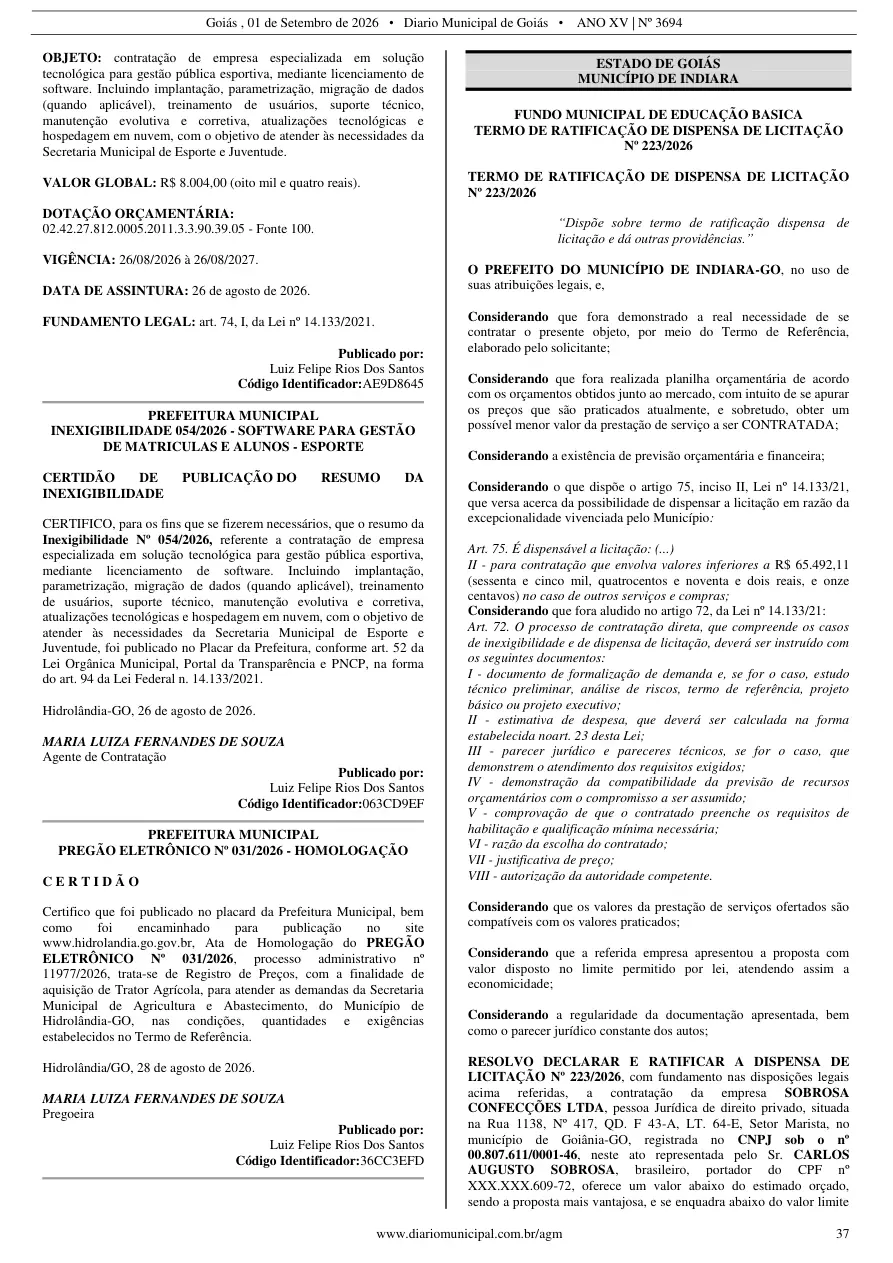 Goiás , 01 de Setembro de 2026 • Diario Municipal de Goiás • ANO XV | Nº 3694
OBJETO: contratação de empresa especializada em solução
tecnológica para gestão pública esportiva, mediante licenciamento de
software. Incluindo implantação, parametrização, migração de dados
(quando aplicável), treinamento de usuários, suporte técnico,
manutenção evolutiva e corretiva, atualizações tecnológicas e
hospedagem em nuvem, com o objetivo de atender às necessidades da
Secretaria Municipal de Esporte e Juventude.
VALOR GLOBAL: R$ 8.004,00 (oito mil e quatro reais).
DOTAÇÃO ORÇAMENTÁRIA:
02.42.27.812.0005.2011.3.3.90.39.05 - Fonte 100.
VIGÊNCIA: 26/08/2026 à 26/08/2027.
DATA DE ASSINTURA: 26 de agosto de 2026.
FUNDAMENTO LEGAL: art. 74, I, da Lei nº 14.133/2021.
Publicado por:
Luiz Felipe Rios Dos Santos
Código Identificador:AE9D8645
PREFEITURA MUNICIPAL
INEXIGIBILIDADE 054/2026 - SOFTWARE PARA GESTÃO
DE MATRICULAS E ALUNOS - ESPORTE
CERTIDÃO DE PUBLICAÇÃO DO RESUMO DA
INEXIGIBILIDADE
CERTIFICO, para os fins que se fizerem necessários, que o resumo da
Inexigibilidade Nº 054/2026, referente a contratação de empresa
especializada em solução tecnológica para gestão pública esportiva,
mediante licenciamento de software. Incluindo implantação,
parametrização, migração de dados (quando aplicável), treinamento
de usuários, suporte técnico, manutenção evolutiva e corretiva,
atualizações tecnológicas e hospedagem em nuvem, com o objetivo de
atender às necessidades da Secretaria Municipal de Esporte e
Juventude, foi publicado no Placar da Prefeitura, conforme art. 52 da
Lei Orgânica Municipal, Portal da Transparência e PNCP, na forma
do art. 94 da Lei Federal n. 14.133/2021.
Hidrolândia-GO, 26 de agosto de 2026.
MARIA LUIZA FERNANDES DE SOUZA
Agente de Contratação
Publicado por:
Luiz Felipe Rios Dos Santos
Código Identificador:063CD9EF
PREFEITURA MUNICIPAL
PREGÃO ELETRÔNICO Nº 031/2026 - HOMOLOGAÇÃO
C E R T I D Ã O
Certifico que foi publicado no placard da Prefeitura Municipal, bem
como foi encaminhado para publicação no site
www.hidrolandia.go.gov.br, Ata de Homologação do PREGÃO
ELETRÔNICO Nº 031/2026, processo administrativo nº
11977/2026, trata-se de Registro de Preços, com a finalidade de
aquisição de Trator Agrícola, para atender as demandas da Secretaria
Municipal de Agricultura e Abastecimento, do Município de
Hidrolândia-GO, nas condições, quantidades e exigências
estabelecidos no Termo de Referência.
Hidrolândia/GO, 28 de agosto de 2026.
MARIA LUIZA FERNANDES DE SOUZA
Pregoeira
Publicado por:
Luiz Felipe Rios Dos Santos
Código Identificador:36CC3EFD
ESTADO DE GOIÁS
MUNICÍPIO DE INDIARA
FUNDO MUNICIPAL DE EDUCAÇÃO BASICA
TERMO DE RATIFICAÇÃO DE DISPENSA DE LICITAÇÃO
Nº 223/2026
TERMO DE RATIFICAÇÃO DE DISPENSA DE LICITAÇÃO
Nº 223/2026
“Dispõe sobre termo de ratificação dispensa de
licitação e dá outras providências.”
O PREFEITO DO MUNICÍPIO DE INDIARA-GO, no uso de
suas atribuições legais, e,
Considerando que fora demonstrado a real necessidade de se
contratar o presente objeto, por meio do Termo de Referência,
elaborado pelo solicitante;
Considerando que fora realizada planilha orçamentária de acordo
com os orçamentos obtidos junto ao mercado, com intuito de se apurar
os preços que são praticados atualmente, e sobretudo, obter um
possível menor valor da prestação de serviço a ser CONTRATADA;
Considerando a existência de previsão orçamentária e financeira;
Considerando o que dispõe o artigo 75, inciso II, Lei nº 14.133/21,
que versa acerca da possibilidade de dispensar a licitação em razão da
excepcionalidade vivenciada pelo Município:
Art. 75. É dispensável a licitação: (...)
II - para contratação que envolva valores inferiores a R$ 65.492,11
(sessenta e cinco mil, quatrocentos e noventa e dois reais, e onze
centavos) no caso de outros serviços e compras;
Considerando que fora aludido no artigo 72, da Lei nº 14.133/21:
Art. 72. O processo de contratação direta, que compreende os casos
de inexigibilidade e de dispensa de licitação, deverá ser instruído com
os seguintes documentos:
I - documento de formalização de demanda e, se for o caso, estudo
técnico preliminar, análise de riscos, termo de referência, projeto
básico ou projeto executivo;
II - estimativa de despesa, que deverá ser calculada na forma
estabelecida noart. 23 desta Lei;
III - parecer jurídico e pareceres técnicos, se for o caso, que
demonstrem o atendimento dos requisitos exigidos;
IV - demonstração da compatibilidade da previsão de recursos
orçamentários com o compromisso a ser assumido;
V - comprovação de que o contratado preenche os requisitos de
habilitação e qualificação mínima necessária;
VI - razão da escolha do contratado;
VII - justificativa de preço;
VIII - autorização da autoridade competente.
Considerando que os valores da prestação de serviços ofertados são
compatíveis com os valores praticados;
Considerando que a referida empresa apresentou a proposta com
valor disposto no limite permitido por lei, atendendo assim a
economicidade;
Considerando a regularidade da documentação apresentada, bem
como o parecer jurídico constante dos autos;
RESOLVO DECLARAR E RATIFICAR A DISPENSA DE
LICITAÇÃO Nº 223/2026, com fundamento nas disposições legais
acima referidas, a contratação da empresa SOBROSA
CONFECÇÕES LTDA, pessoa Jurídica de direito privado, situada
na Rua 1138, Nº 417, QD. F 43-A, LT. 64-E, Setor Marista, no
município de Goiânia-GO, registrada no CNPJ sob o nº
00.807.611/0001-46, neste ato representada pelo Sr. CARLOS
AUGUSTO SOBROSA, brasileiro, portador do CPF nº
XXX.XXX.609-72, oferece um valor abaixo do estimado orçado,
sendo a proposta mais vantajosa, e se enquadra abaixo do valor limite
www.diariomunicipal.com.br/agm 37